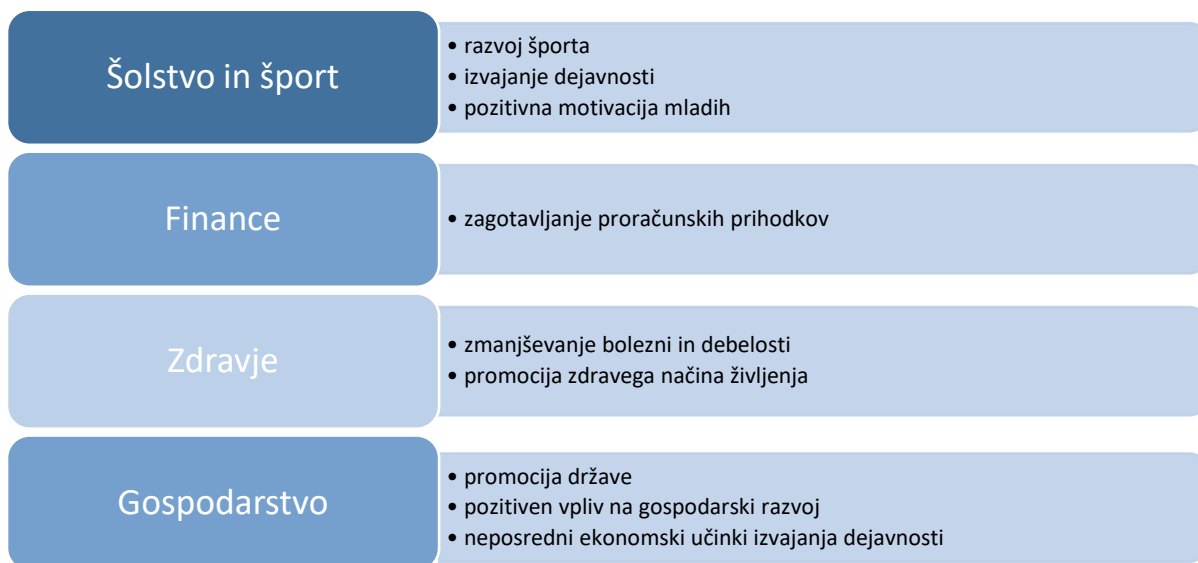 Šolstvo in šport
• razvoj športa
• izvajanje dejavnosti
• pozitivna motivacija mladih
Finance
• zagotavljanje proračunskih prihodkov
Zdravje
• zmanjševanje bolezni in debelosti
• promocija zdravega načina življenja
Gospodarstvo
• promocija države
• pozitiven vpliv na gospodarski razvoj
• neposredni ekonomski učinki izvajanja dejavnosti